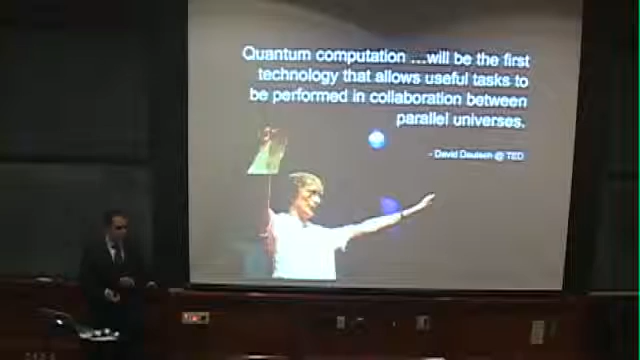 Quantum computation ...will be the first
technology that allows useful tasks to
be performed in collaboration between
parallel universes.
- David Deutsch @ TED